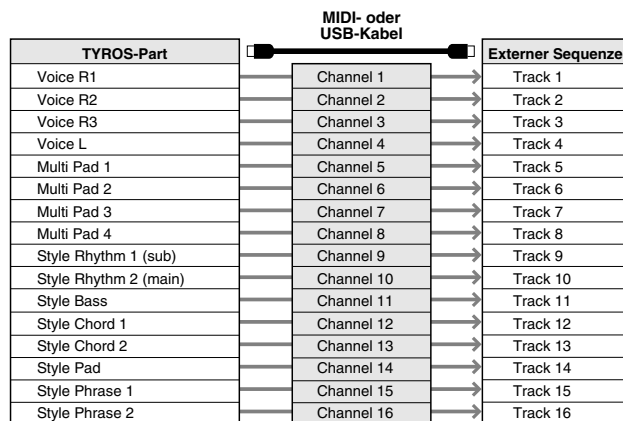 MIDI- oder
USB-Kabel
TYROS-Part Externer Sequenze
Voice R1 Channel 1 Track 1
Voice R2 Channel 2 Track 2
Voice R3 Channel 3 Track 3
Voice L Channel 4 Track 4
Multi Pad 1 Channel 5 Track 5
Multi Pad 2 Channel 6 Track 6
Multi Pad 3 Channel 7 Track 7
Multi Pad 4 Channel 8 Track 8
Style Rhythm 1 (sub) Channel 9 Track 9
Style Rhythm 2 (main) Channel 10 Track 10
Style Bass Channel 11 Track 11
Style Chord 1 Channel 12 Track 12
Style Chord 2 Channel 13 Track 13
Style Pad Channel 14 Track 14
Style Phrase 1 Channel 15 Track 15
Style Phrase 2 Channel 16 Track 16